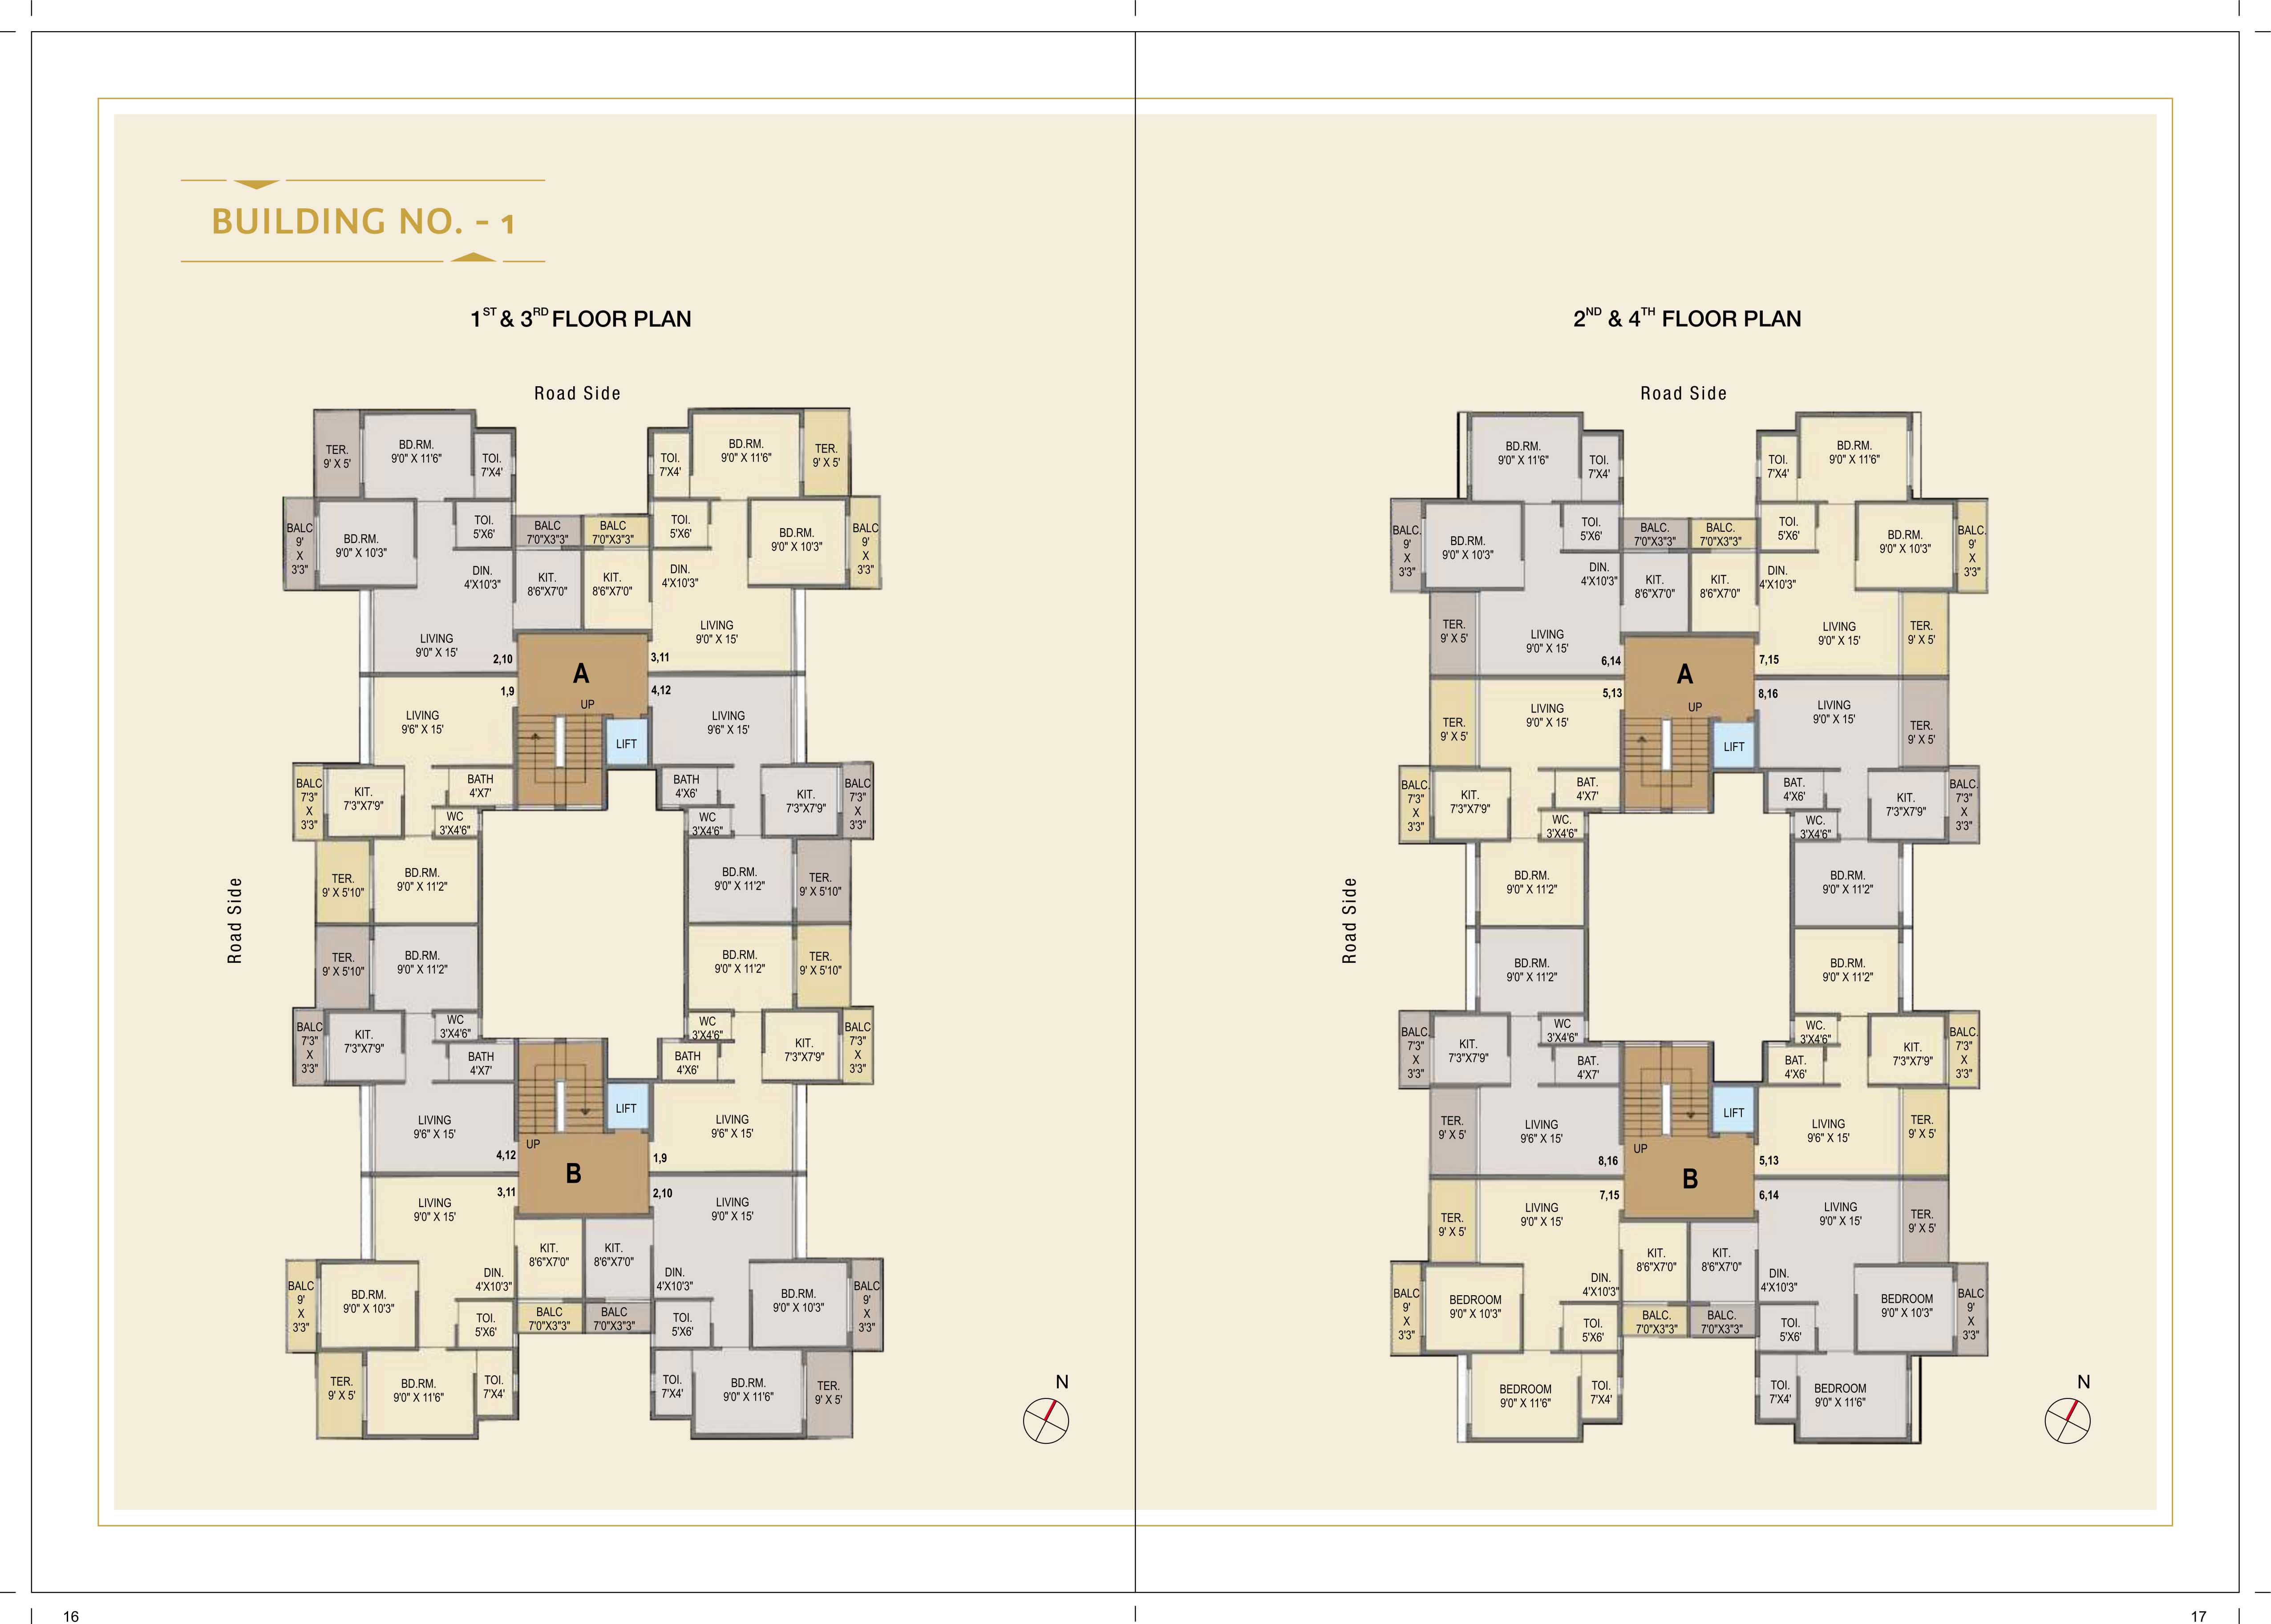 BUILDING NO. - 1
1ST & 3RD FLOOR PLAN
Road Side
Road Side
TER.
9' X 5'
BD.RM.
9'0" X 11'6"
TOI.
7'X4'
TOI.
7'X4'
BD.RM.
9'0" X 11'6"
TER.
9' X 5'
BALC
9'
X
3'3"
BD.RM.
9'0" X 10'3"
TOI.
5'X6'
BALC
7'0"X3"3"
BALC
7'0"X3"3"
TOI.
5'X6'
BD.RM.
9'0" X 10'3"
BALC
9'
X
3'3"
DIN.
4'X10'3"
KIT.
8'6"X7'0"
KIT.
8'6"X7'0"
DIN.
4'X10'3"
LIVING
9'0" X 15'
2,10
A
3,11
LIVING
9'0" X 15'
1,9
4,12
UP
LIVING
9'6" X 15'
LIFT
LIVING
9'6" X 15'
BALC
7'3"
X
3'3"
KIT.
7'3"X7'9"
BATH
4'X7'
WC
3'X4'6"
BATH
4'X6'
WC
3'X4'6"
KIT.
7'3"X7'9"
BALC
7'3"
X
3'3"
TER.
9' X 5'10"
BD.RM.
9'0" X 11'2"
BD.RM.
9'0" X 11'2"
TER.
9' X 5'10"
TER.
9' X 5'10"
BD.RM.
9'0" X 11'2"
BD.RM.
9'0" X 11'2"
TER.
9' X 5'10"
BALC
7'3"
X
3'3"
KIT.
7'3"X7'9"
WC
3'X4'6"
BATH
4'X7'
WC
3'X4'6"
BATH
4'X6'
KIT.
7'3"X7'9"
BALC
7'3"
X
3'3"
LIVING
9'6" X 15'
LIFT
LIVING
9'6" X 15'
UP
4,12
B
1,9
3,11
2,10
LIVING
9'0" X 15'
LIVING
9'0" X 15'
KIT.
8'6"X7'0"
KIT.
8'6"X7'0"
DIN.
4'X10'3"
DIN.
4'X10'3"
BALC
9'
X
3'3"
BD.RM.
9'0" X 10'3"
TOI.
5'X6'
BALC
7'0"X3"3"
BALC
7'0"X3"3"
TOI.
5'X6'
BD.RM.
9'0" X 10'3"
BALC
9'
X
3'3"
TER.
9' X 5'
BD.RM.
9'0" X 11'6"
TOI.
7'X4'
TOI.
7'X4'
BD.RM.
9'0" X 11'6"
TER.
9' X 5'
N
16
2ND & 4TH FLOOR PLAN
Road Side
Road Side
BD.RM.
9'0" X 11'6"
TOI.
7'X4'
TOI.
7'X4'
BD.RM.
9'0" X 11'6"
BALC.
9'
X
3'3"
BD.RM.
9'0" X 10'3"
TOI.
5'X6'
BALC.
7'0"X3"3"
BALC.
7'0"X3"3"
TOI.
5'X6'
BD.RM.
9'0" X 10'3"
BALC.
9'
X
3'3"
DIN.
4'X10'3"
KIT.
8'6"X7'0"
KIT.
8'6"X7'0"
DIN.
4'X10'3"
TER.
9' X 5'
LIVING
9'0" X 15'
6,14
A
7,15
LIVING
9'0" X 15'
TER.
9' X 5'
5,13
8,16
UP
TER.
9' X 5'
LIVING
9'0" X 15'
LIFT
LIVING
9'0" X 15'
TER.
9' X 5'
BALC.
7'3"
X
3'3"
KIT.
7'3"X7'9"
BAT.
4'X7'
WC.
3'X4'6"
BAT.
4'X6'
WC.
3'X4'6"
KIT.
7'3"X7'9"
BALC.
7'3"
X
3'3"
BD.RM.
9'0" X 11'2"
BD.RM.
9'0" X 11'2"
BD.RM.
9'0" X 11'2"
BD.RM.
9'0" X 11'2"
BALC.
7'3"
X
3'3"
KIT.
7'3"X7'9"
WC
3'X4'6"
BAT.
4'X7'
WC.
3'X4'6"
BAT.
4'X6'
KIT.
7'3"X7'9"
BALC.
7'3"
X
3'3"
TER.
9' X 5'
LIVING
9'6" X 15'
LIFT
LIVING
9'6" X 15'
TER.
9' X 5'
UP
8,16
B
5,13
7,15
6,14
TER.
9' X 5'
LIVING
9'0" X 15'
LIVING
9'0" X 15'
TER.
9' X 5'
KIT.
8'6"X7'0"
KIT.
8'6"X7'0"
DIN.
4'X10'3"
DIN.
4'X10'3"
BALC
9'
X
3'3"
BEDROOM
9'0" X 10'3"
TOI.
5'X6'
BALC.
7'0"X3"3"
BALC.
7'0"X3"3"
TOI.
5'X6'
BEDROOM
9'0" X 10'3"
BALC
9'
X
3'3"
BEDROOM
9'0" X 11'6"
TOI.
7'X4'
TOI.
7'X4'
BEDROOM
9'0" X 11'6"
N
17